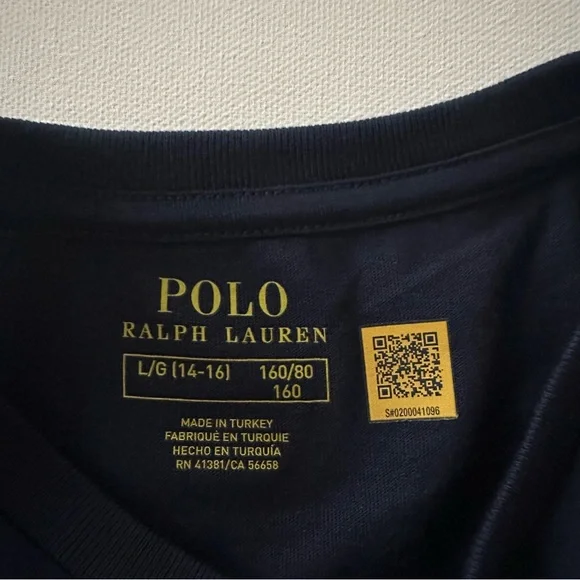 POLO
RALPH LAUREN
L/G (14-16) 160/80
160
MADE IN TURKEY
FABRIQUÉ EN TURQUIE
HECHO EN TURQUÍA
RN 41381/CA 56658
S#0200041096